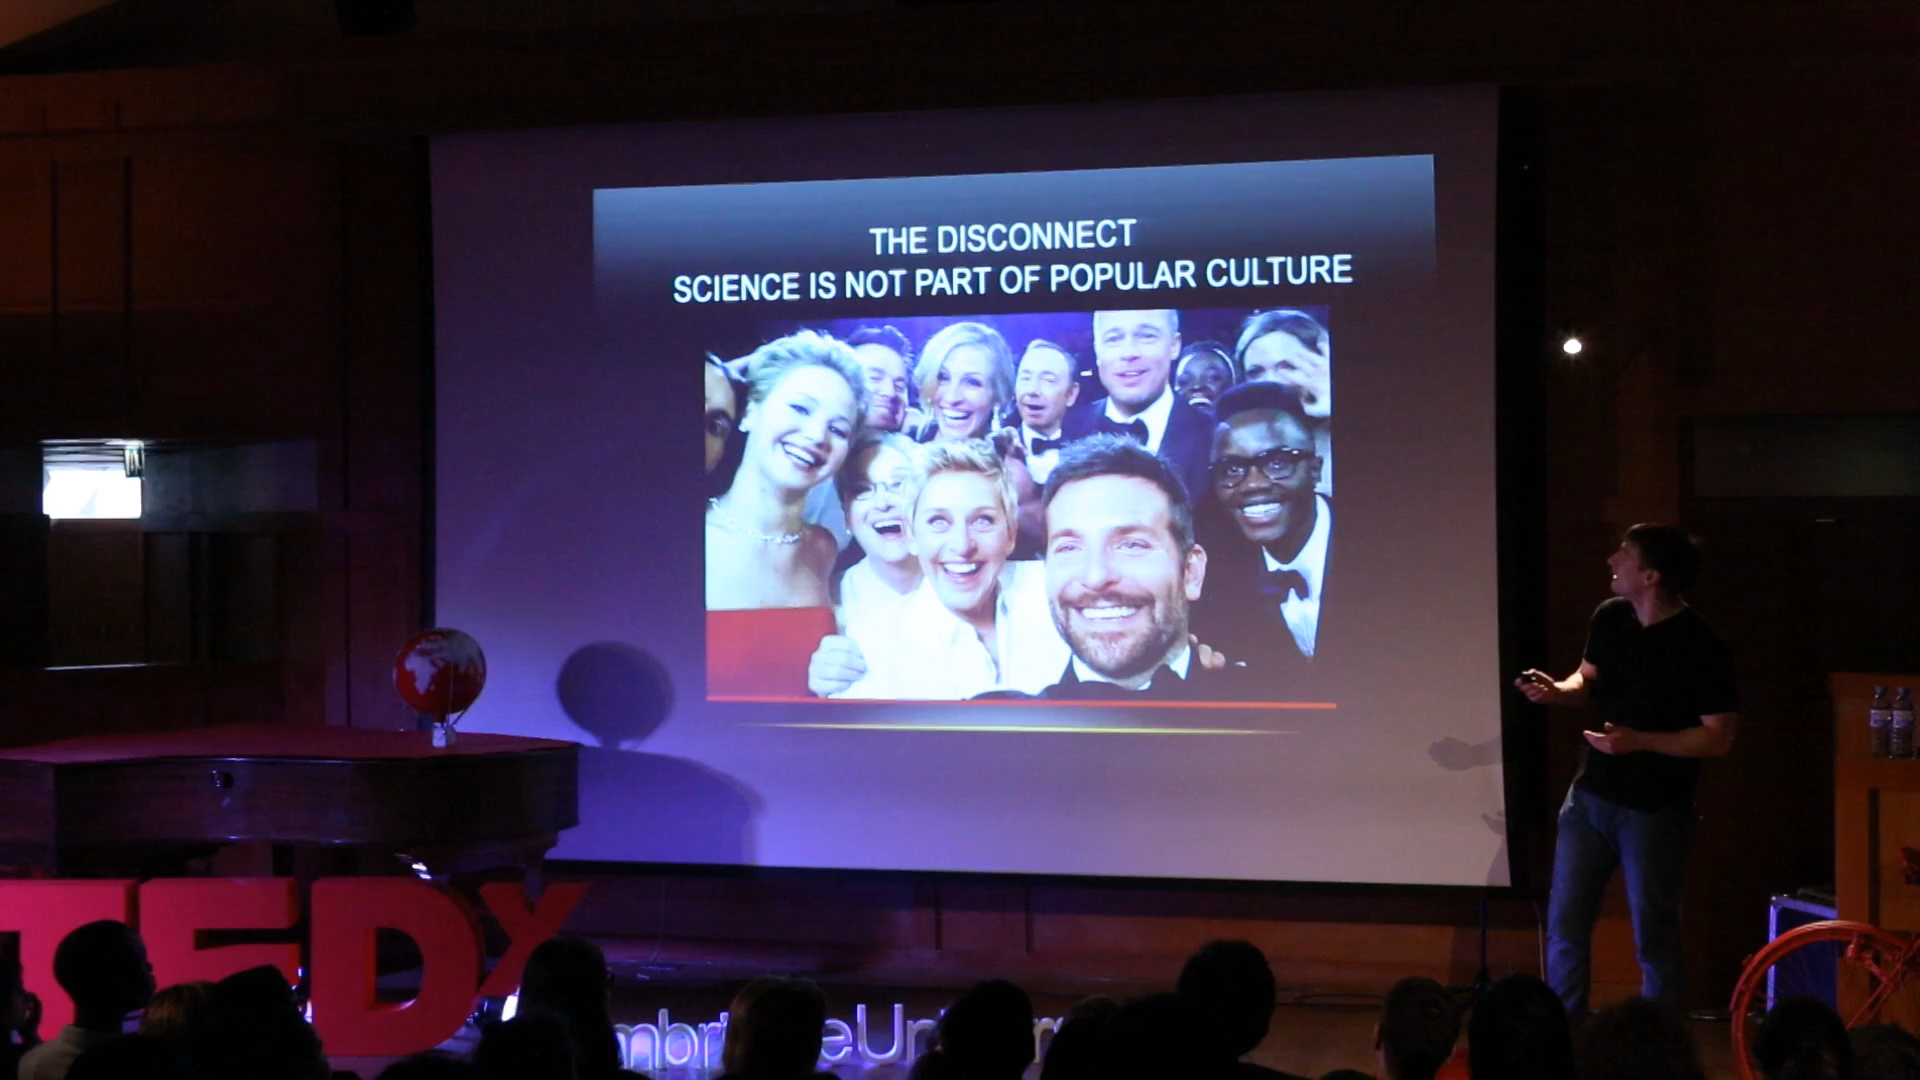 THE DISCONNECT
SCIENCE IS NOT PART OF POPULAR CULTURE
TEDx